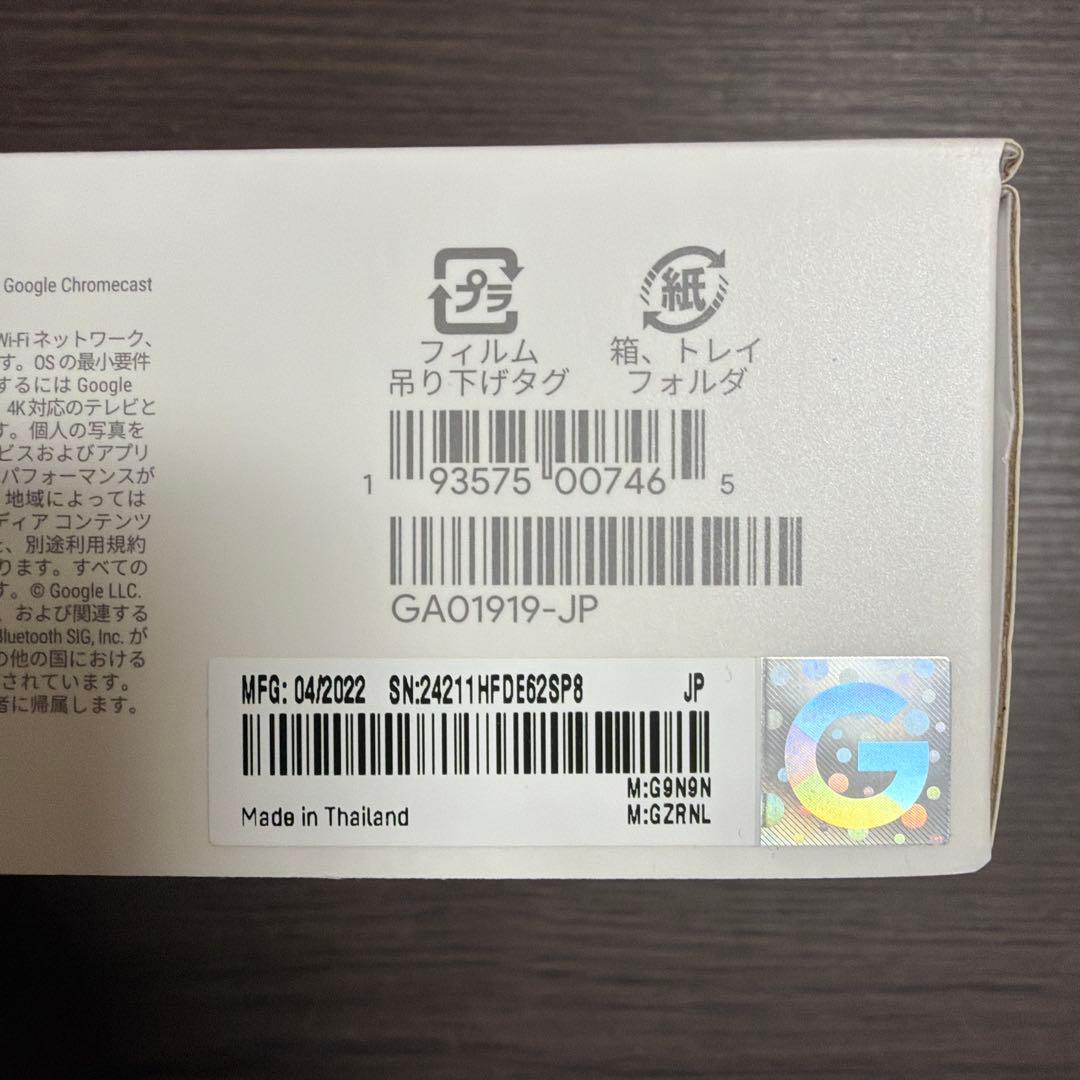 Google Chromecast
Wi-Fi ネットワーク、
す。OS の最小要件
するには Google
4K対応のテレビと
す。個人の写真を
ビスおよびアプリ
パフォーマンスが
地域によっては
ディア コンテンツ
、別途利用規約
ります。すべての
す。© Google LLC.
、および関連する
Bluetooth SIG, Inc. が
の他の国における
されています。
者に帰属します。
プラ
フィルム
吊り下げタグ
紙
箱、トレイ
フォルダ
1 93575 00746 5
GA01919-JP
MFG: 04/2022 SN:24211HFDE62SP8 JP
M:G9N9N
Made in Thailand M:GZRNL
G